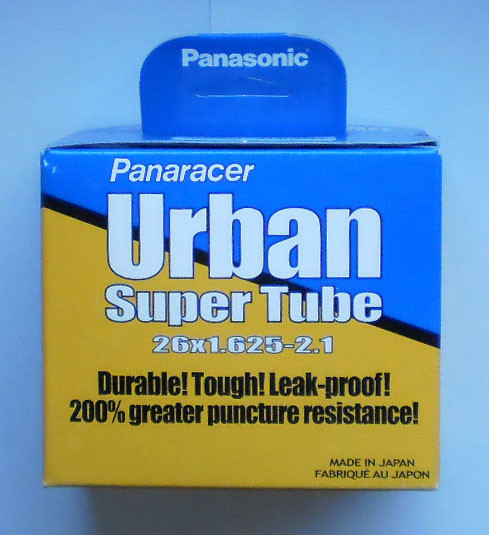 Panasonic
Panaracer
Urban
Super Tube
26x1.625-2.1
Durable! Tough! Leak-proof!
200% greater puncture resistance!
MADE IN JAPAN
FABRIQUÉ AU JAPON